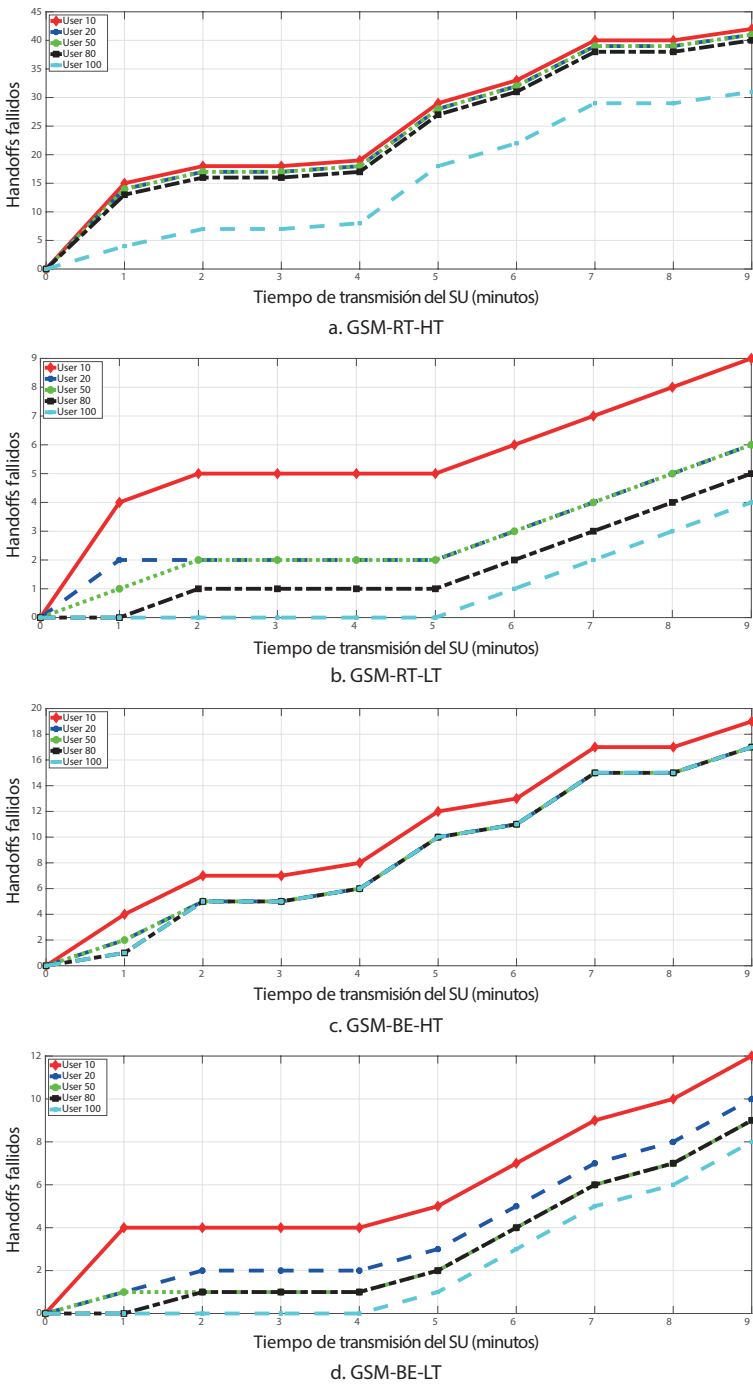 45
40
35
30
25
20
15
10
5
0
User 10
User 20
User 50
User 80
User 100
Handoffs fallidos
0 1 2 3 4 5 6 7 8 9
Tiempo de transmisión del SU (minutos)
a. GSM-RT-HT
9
8
7
6
5
4
3
2
1
0
User 10
User 20
User 50
User 80
User 100
Handoffs fallidos
0 1 2 3 4 5 6 7 8 9
Tiempo de transmisión del SU (minutos)
b. GSM-RT-LT
20
18
16
14
12
10
8
6
4
2
0
User 10
User 20
User 50
User 80
User 100
Handoffs fallidos
0 1 2 3 4 5 6 7 8 9
Tiempo de transmisión del SU (minutos)
c. GSM-BE-HT
12
10
8
6
4
2
0
User 10
User 20
User 50
User 80
User 100
Handoffs fallidos
0 1 2 3 4 5 6 7 8 9
Tiempo de transmisión del SU (minutos)
d. GSM-BE-LT